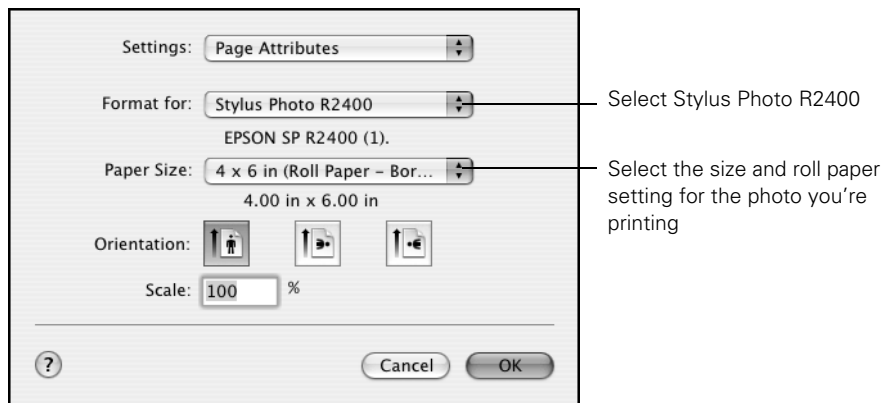 Settings: Page Attributes
Format for: Stylus Photo R2400
EPSON SP R2400 (1).
Paper Size: 4 x 6 in (Roll Paper – Bor...
4.00 in x 6.00 in
Orientation:
Scale: 100 %
? Cancel OK
Select Stylus Photo R2400
Select the size and roll paper
setting for the photo you're
printing